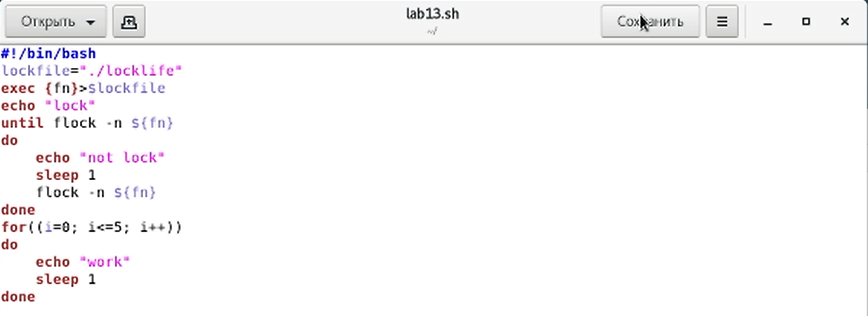 Открыть
lab13.sh
~/
Сохранить
#!/bin/bash
lockfile="./locklife"
exec {fn}>$lockfile
echo "lock"
until flock -n ${fn}
do
    echo "not lock"
    sleep 1
    flock -n ${fn}
done
for((i=0; i<=5; i++))
do
    echo "work"
    sleep 1
done